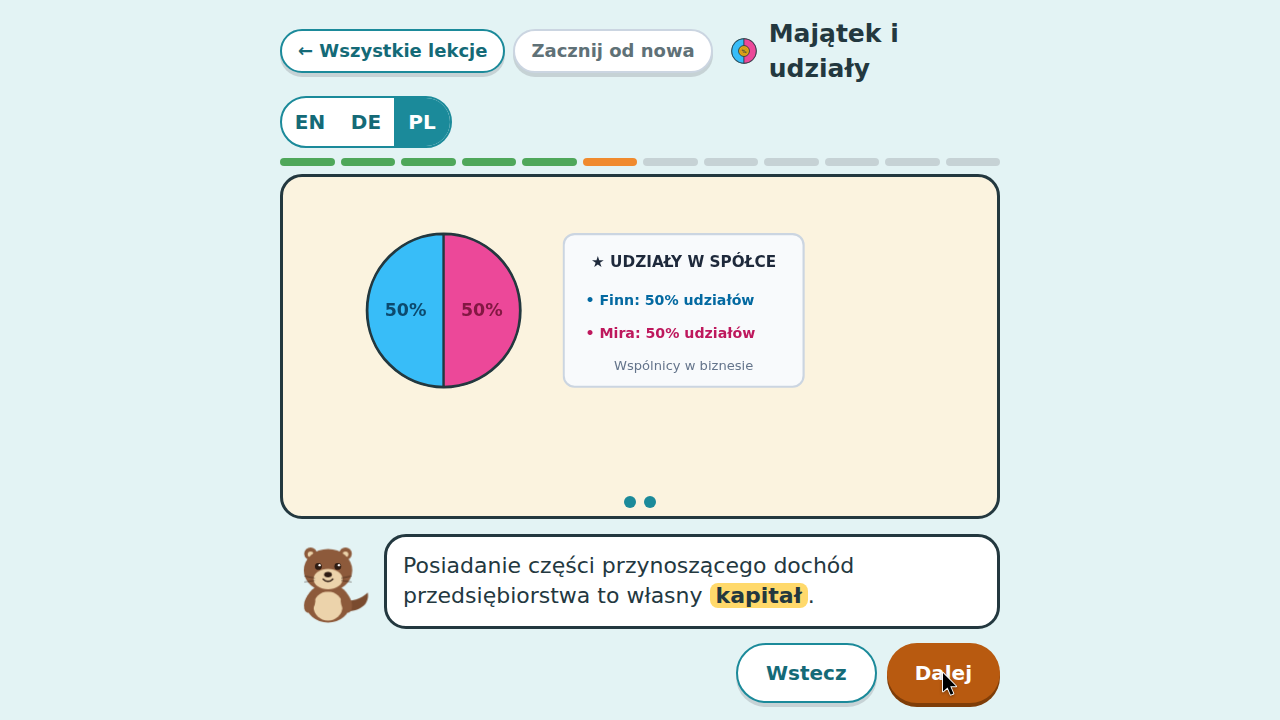 ← Wszystkie lekcje
Zacznij od nowa
Majątek i
udziały
EN DE PL
50% 50%
★ UDZIAŁY W SPÓŁCE
• Finn: 50% udziałów
• Mira: 50% udziałów
Wspólnicy w biznesie
Posiadanie części przynoszącego dochód
przedsiębiorstwa to własny kapitał.
Wstecz
Dalej